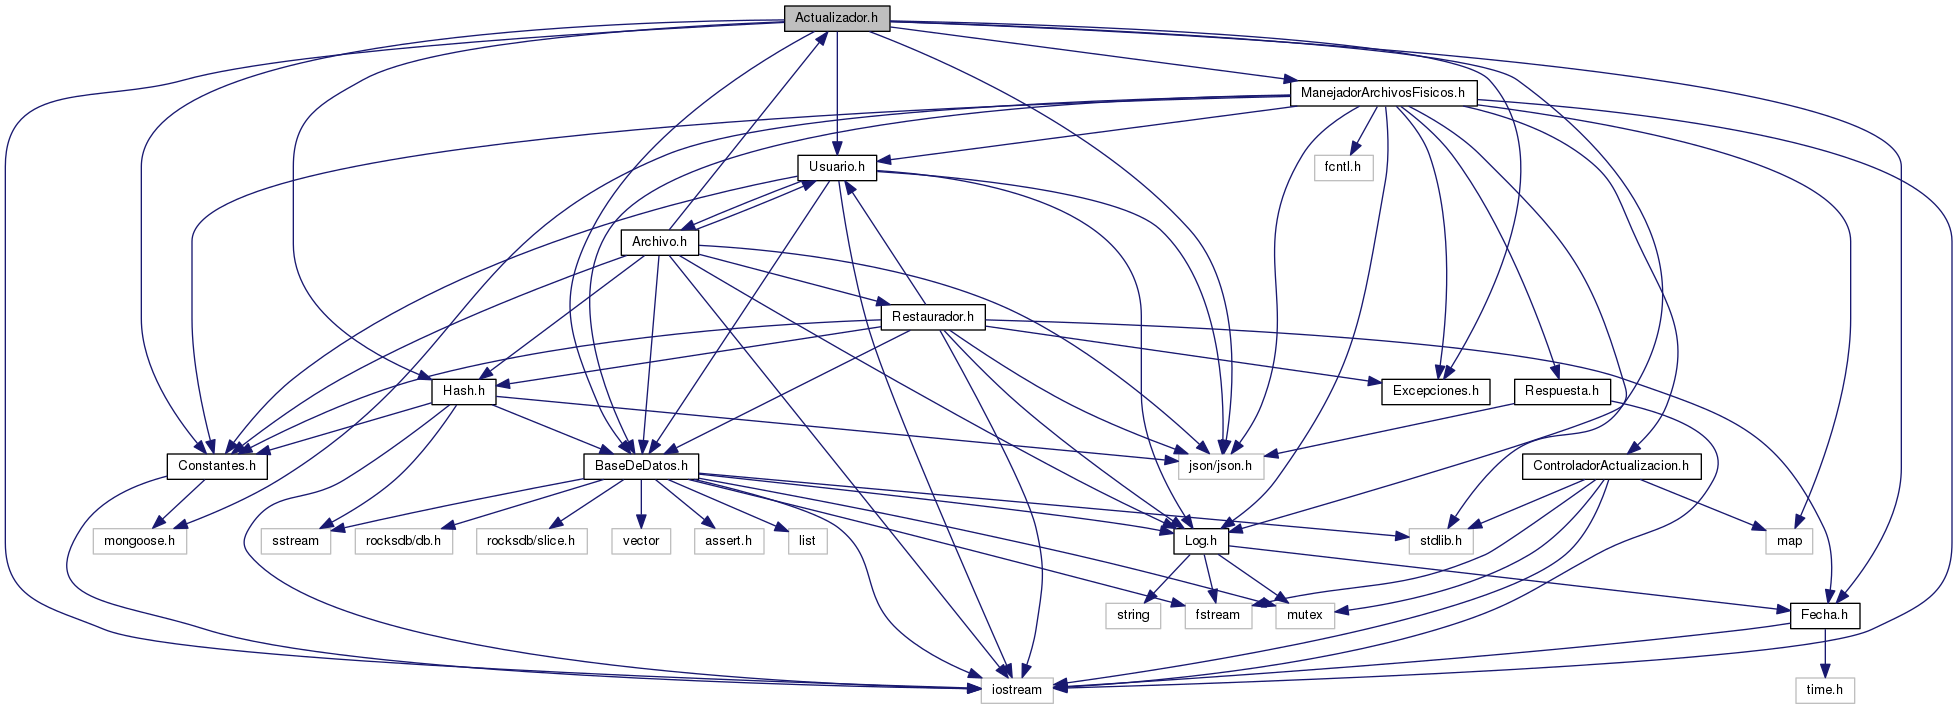 Actualizador.h
ManejadorArchivosFisicos.h
Usuario.h
fcntl.h
Archivo.h
Restaurador.h
Hash.h
Excepciones.h
Respuesta.h
Constantes.h
BaseDeDatos.h
json/json.h
ControladorActualizacion.h
mongoose.h
sstream
rocksdb/db.h
rocksdb/slice.h
vector
assert.h
list
Log.h
stdlib.h
map
string
fstream
mutex
Fecha.h
iostream
time.h